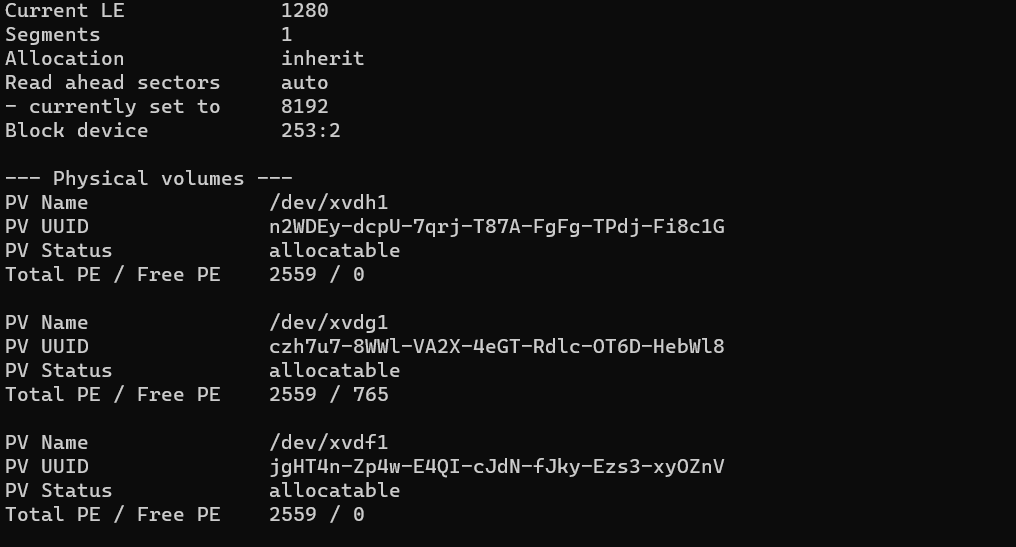 Current LE 1280
Segments 1
Allocation inherit
Read ahead sectors auto
- currently set to 8192
Block device 253:2
--- Physical volumes ---
PV Name /dev/xvdh1
PV UUID n2WDEy-dcpU-7qrj-T87A-FgFg-TPdj-Fi8c1G
PV Status allocatable
Total PE / Free PE 2559 / 0
PV Name /dev/xvdg1
PV UUID czh7u7-8WWl-VA2X-4eGT-Rdlc-OT6D-HebWl8
PV Status allocatable
Total PE / Free PE 2559 / 765
PV Name /dev/xvdf1
PV UUID jgHT4n-Zp4w-E4QI-cJdN-fJky-Ezs3-xyOZnV
PV Status allocatable
Total PE / Free PE 2559 / 0